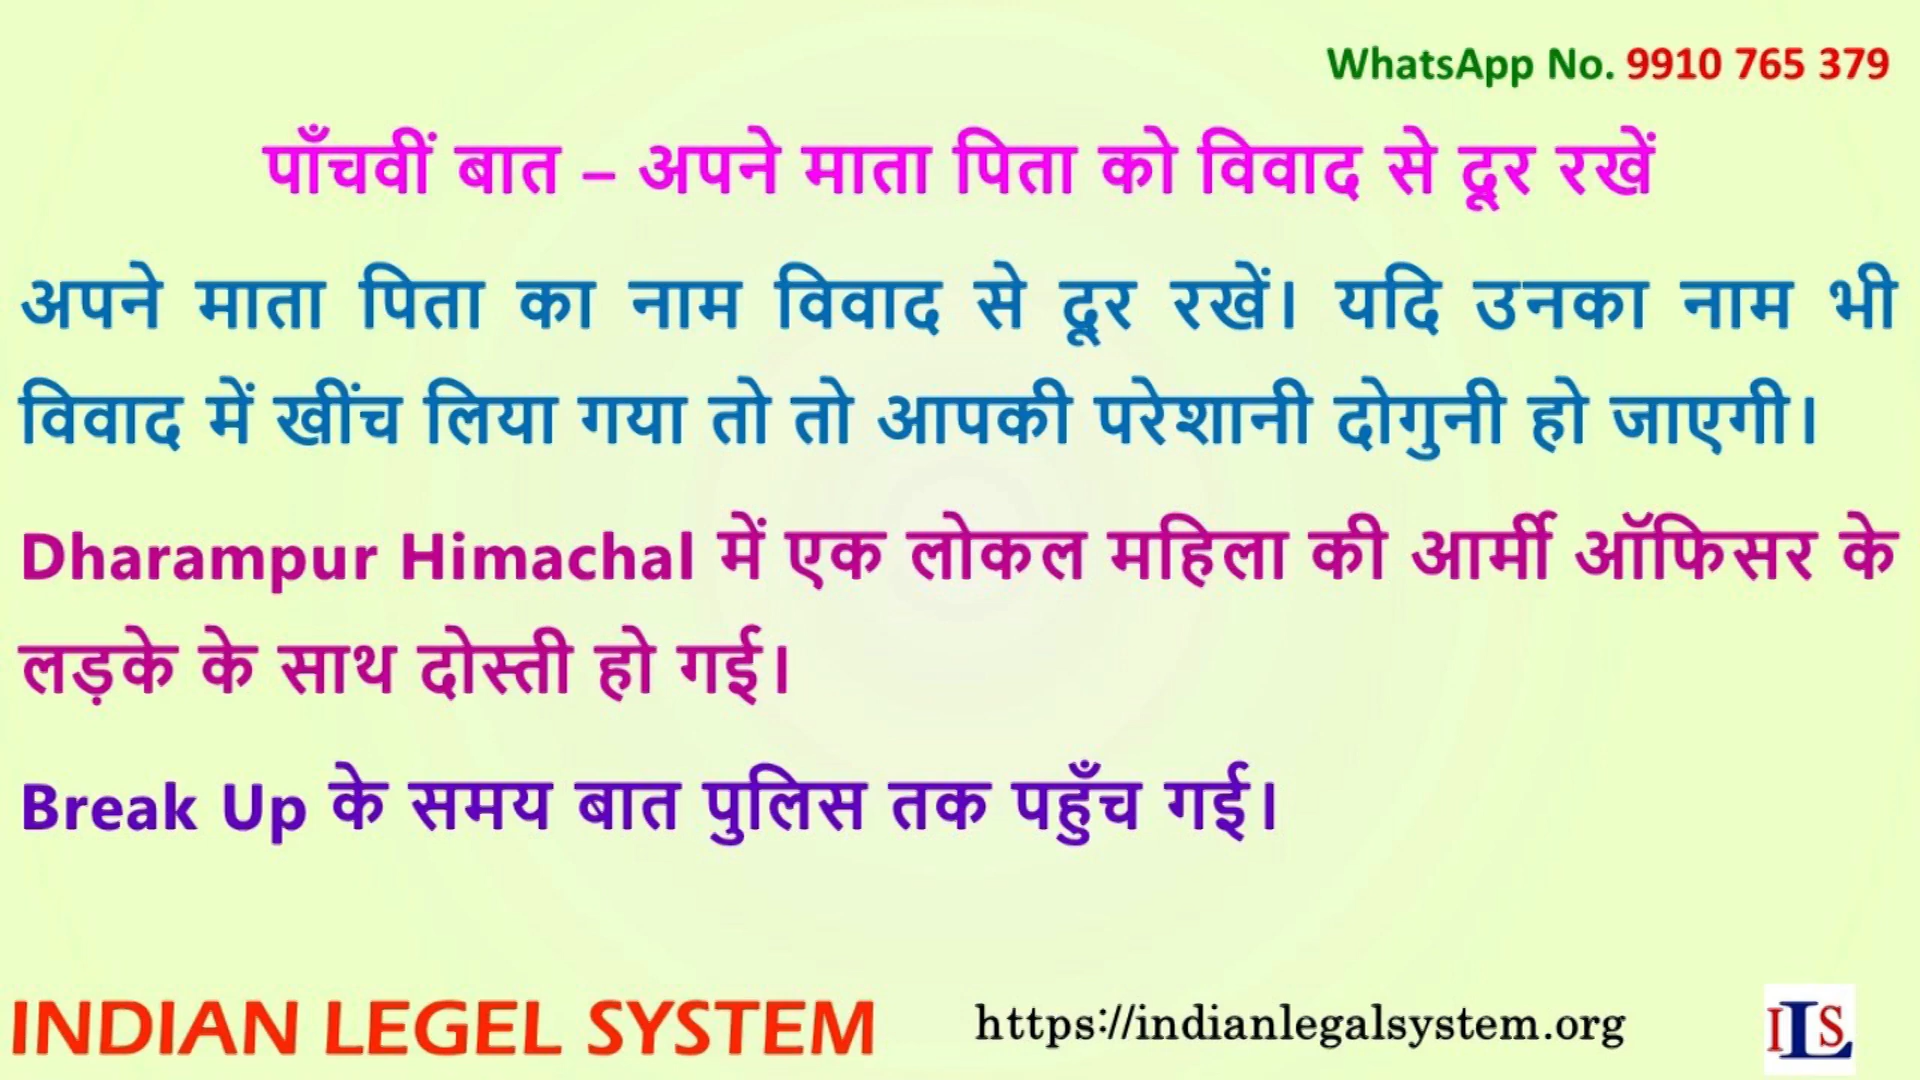 WhatsApp No. 9910 765 379
पाँचवीं बात – अपने माता पिता को विवाद से दूर रखें
अपने माता पिता का नाम विवाद से दूर रखें। यदि उनका नाम भी
विवाद में खींच लिया गया तो तो आपकी परेशानी दोगुनी हो जाएगी।
Dharampur Himachal में एक लोकल महिला की आर्मी ऑफिसर के
लड़के के साथ दोस्ती हो गई।
Break Up के समय बात पुलिस तक पहुँच गई।
INDIAN LEGEL SYSTEM
https://indianlegalsystem.org
ILS